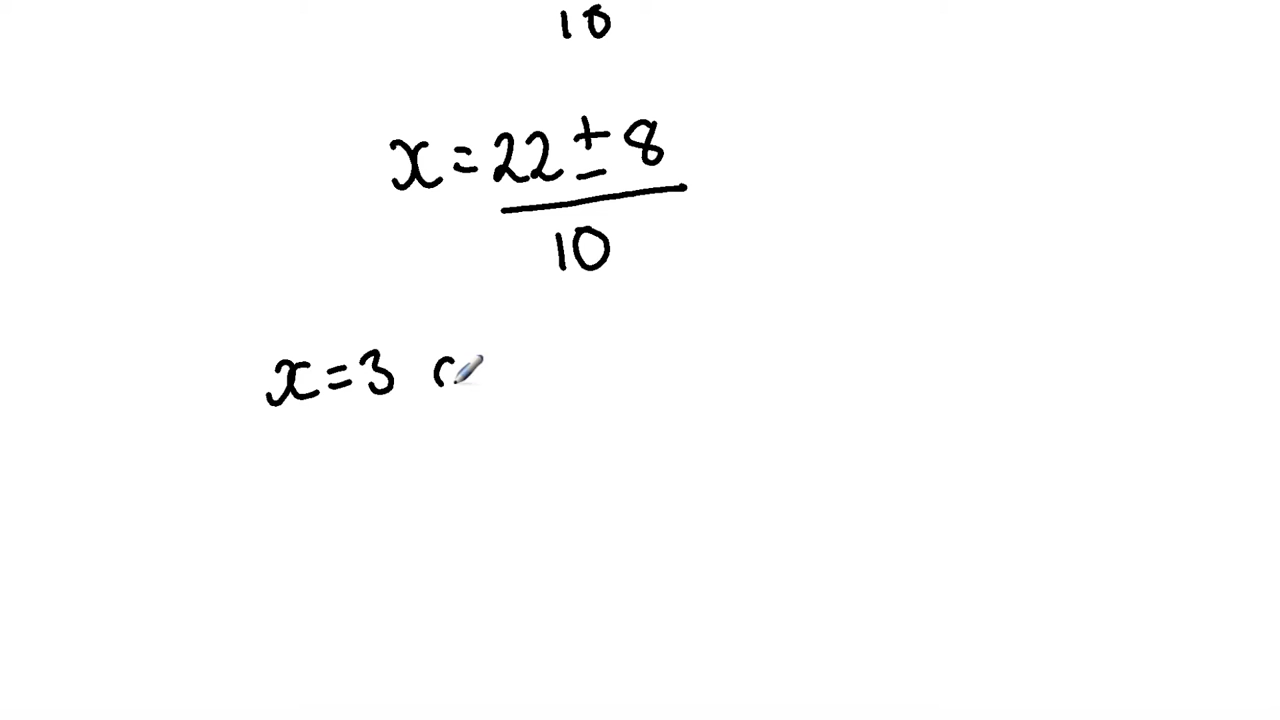 10
x = 22 ± 8
10
x = 3